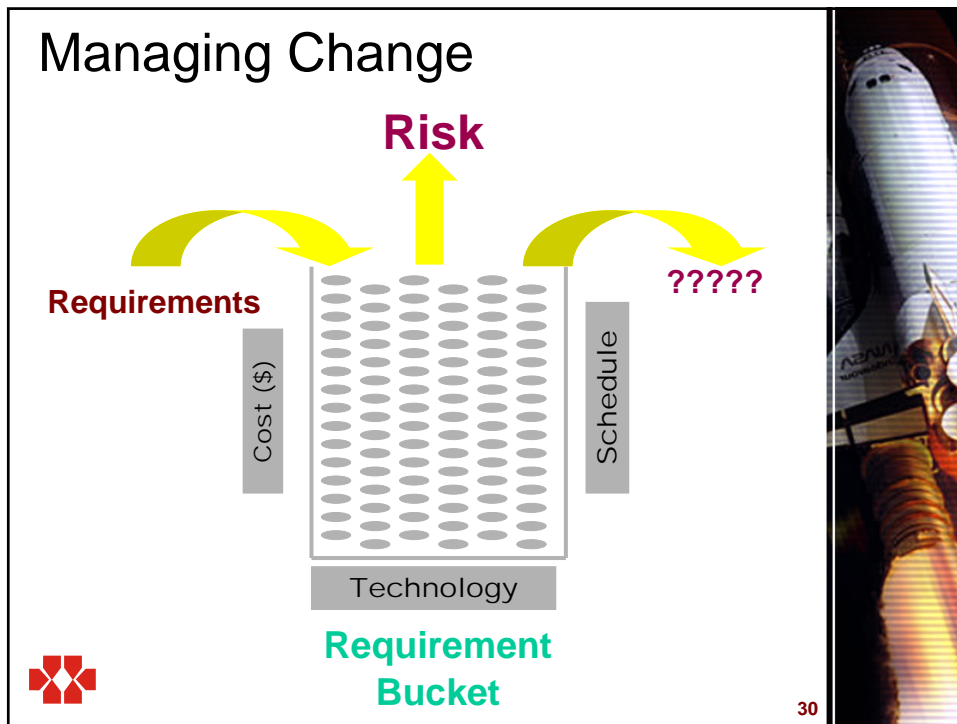 Managing Change
Risk
Requirements
?????
Cost ($)
Schedule
Technology
Requirement
Bucket
30